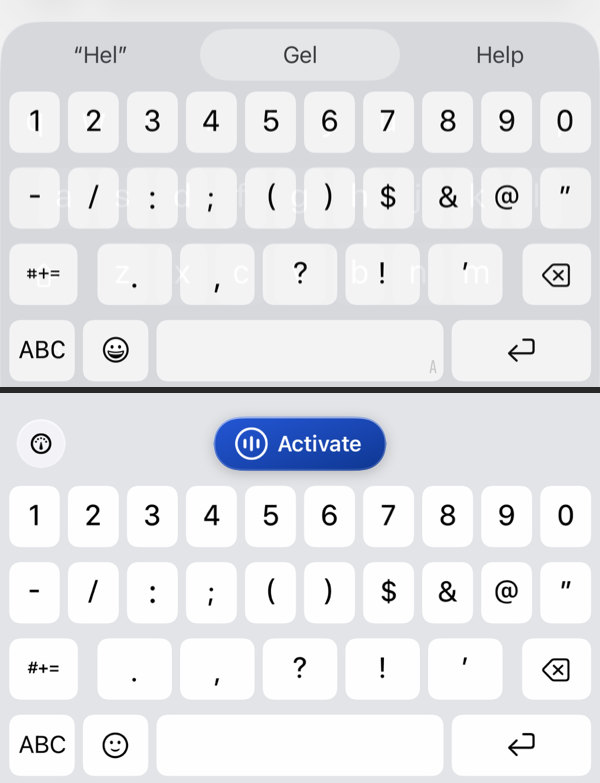 “Hel” Gel Help
1 2 3 4 5 6 7 8 9 0
- / : ; ( ) $ & @ "
#+= . , ? ! '
ABC
A
Activate
1 2 3 4 5 6 7 8 9 0
- / : ; ( ) $ & @ "
#+= . , ? ! '
ABC